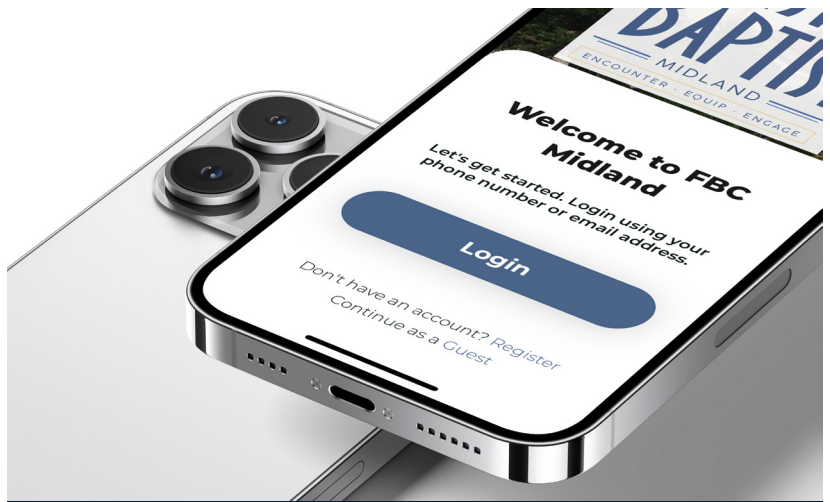 BAPTIS
MIDLAND
ENCOUNTER · EQUIP · ENGAGE
Welcome to FBC
Midland
Let's get started. Login using your
phone number or email address.
Login
Don't have an account? Register
Continue as a Guest